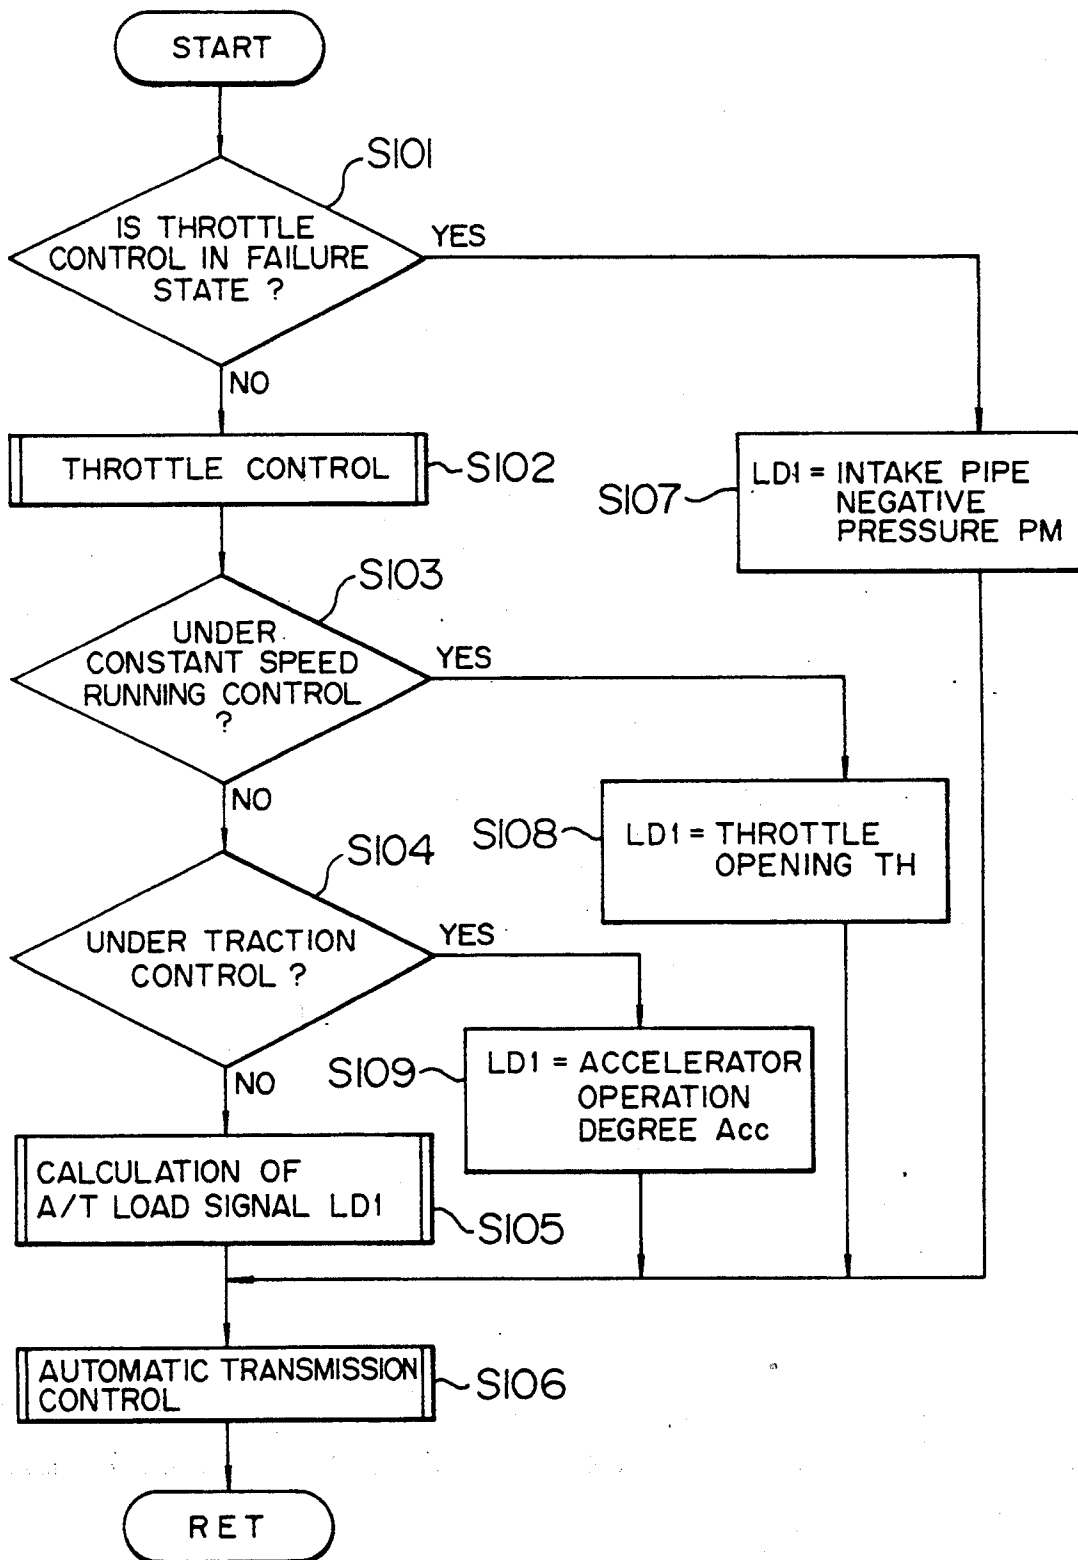 START
S101
IS THROTTLE
CONTROL IN FAILURE
STATE ?
YES
NO
THROTTLE CONTROL
S102
S107
LD1 = INTAKE PIPE
NEGATIVE
PRESSURE PM
S103
UNDER
CONSTANT SPEED
RUNNING CONTROL
?
YES
NO
S108
LD1 = THROTTLE
OPENING TH
S104
UNDER TRACTION
CONTROL ?
YES
NO
S109
LD1 = ACCELERATOR
OPERATION
DEGREE Acc
CALCULATION OF
A/T LOAD SIGNAL LD1
S105
AUTOMATIC TRANSMISSION
CONTROL
S106
RET